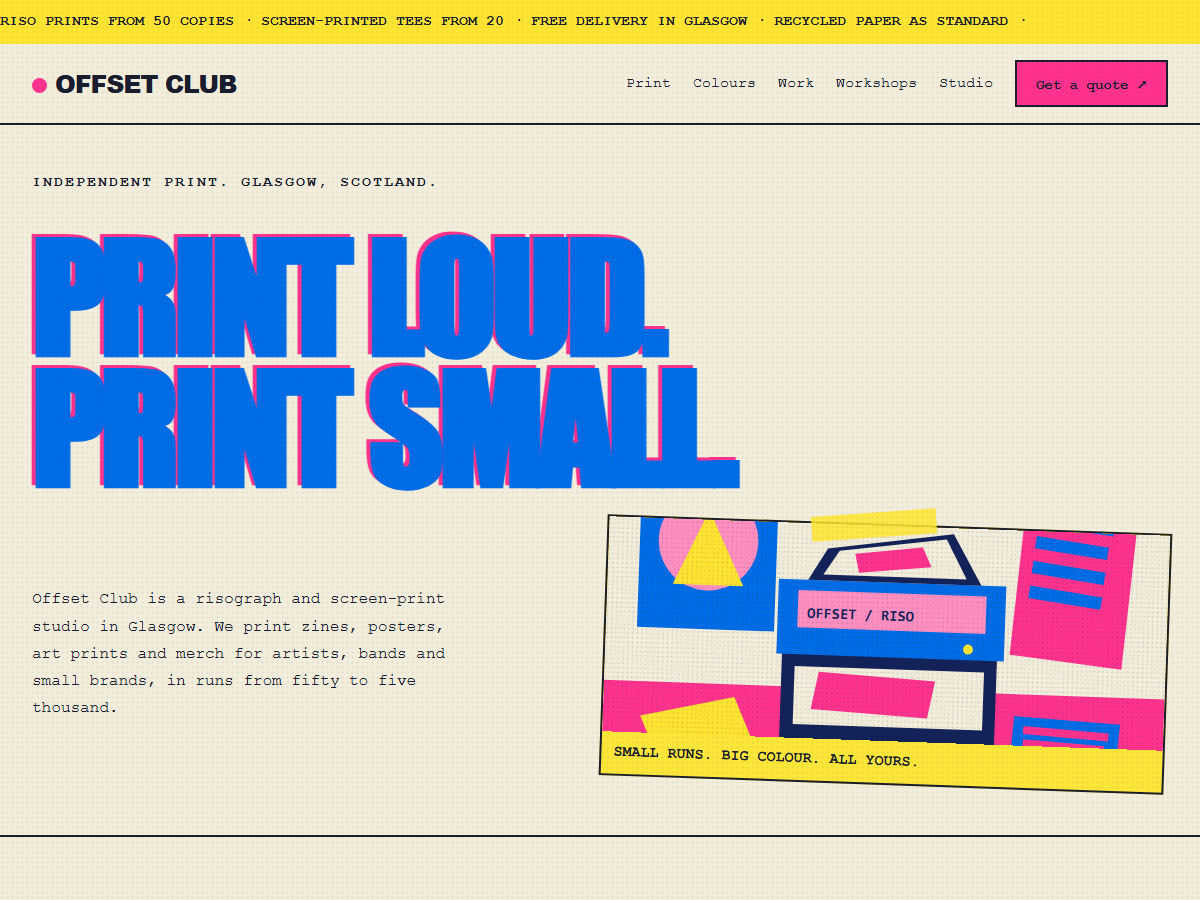 RISO PRINTS FROM 50 COPIES · SCREEN-PRINTED TEES FROM 20 · FREE DELIVERY IN GLASGOW · RECYCLED PAPER AS STANDARD ·
OFFSET CLUB
Print Colours Work Workshops Studio Get a quote ↗
INDEPENDENT PRINT. GLASGOW, SCOTLAND.
PRINT LOUD.
PRINT SMALL.
OFFSET / RISO
Offset Club is a risograph and screen-print
studio in Glasgow. We print zines, posters,
art prints and merch for artists, bands and
small brands, in runs from fifty to five
thousand.
SMALL RUNS. BIG COLOUR. ALL YOURS.